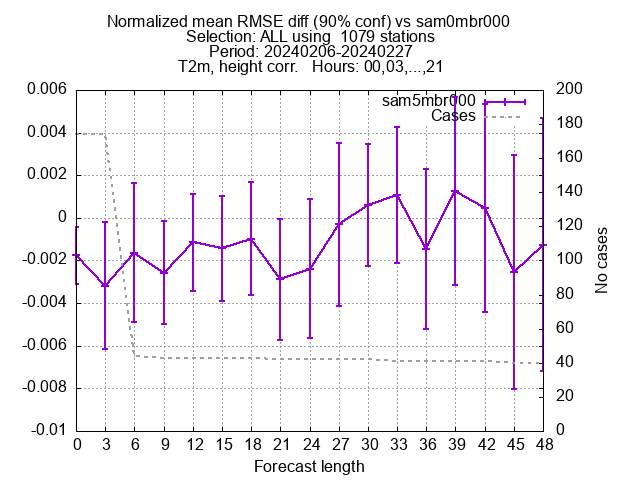 Normalized mean RMSE diff (90% conf) vs sam0mbr000
Selection: ALL using  1079 stations
Period: 20240206-20240227
T2m, height corr.   Hours: 00,03,...,21
sam5mbr000
Cases
0.006
0.004
0.002
0
-0.002
-0.004
-0.006
-0.008
-0.01
200
180
160
140
120
100
80
60
40
20
0
No cases
0 3 6 9 12 15 18 21 24 27 30 33 36 39 42 45 48
Forecast length